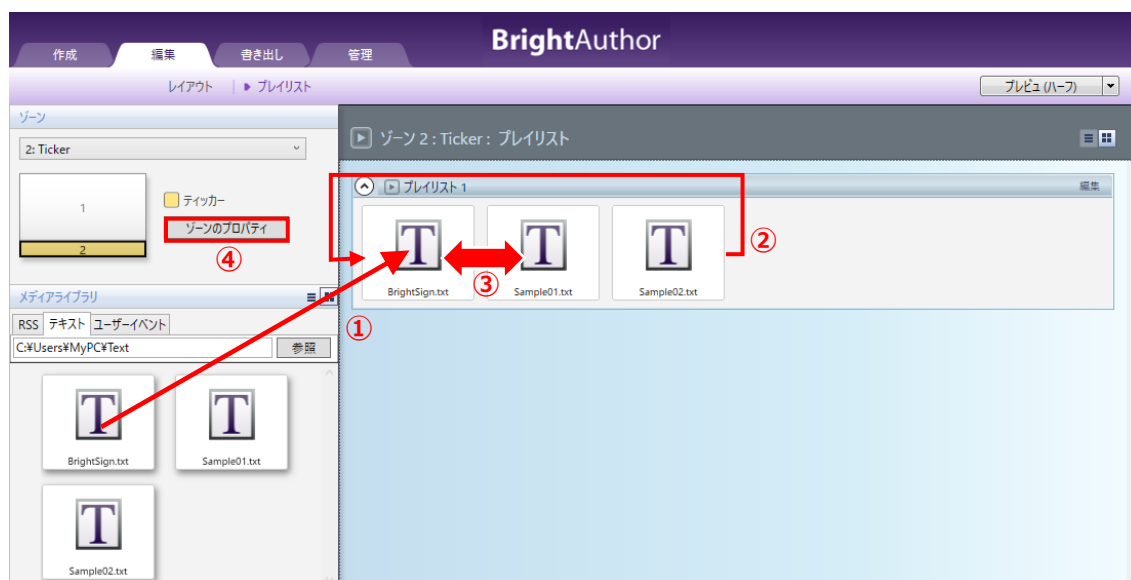 BrightAuthor
作成 編集 書き出し 管理
レイアウト プレイリスト プレビュ (ハーフ)
ゾーン
2: Ticker
1
2
ティッカー
ゾーンのプロパティ
④
ゾーン 2 : Ticker : プレイリスト
プレイリスト 1 編集
T T T
BrightSign.txt Sample01.txt Sample02.txt
②
③
①
メディアライブラリ
RSS テキスト ユーザーイベント
C:¥Users¥MyPC¥Text 参照
T T
BrightSign.txt Sample01.txt
T
Sample02.txt